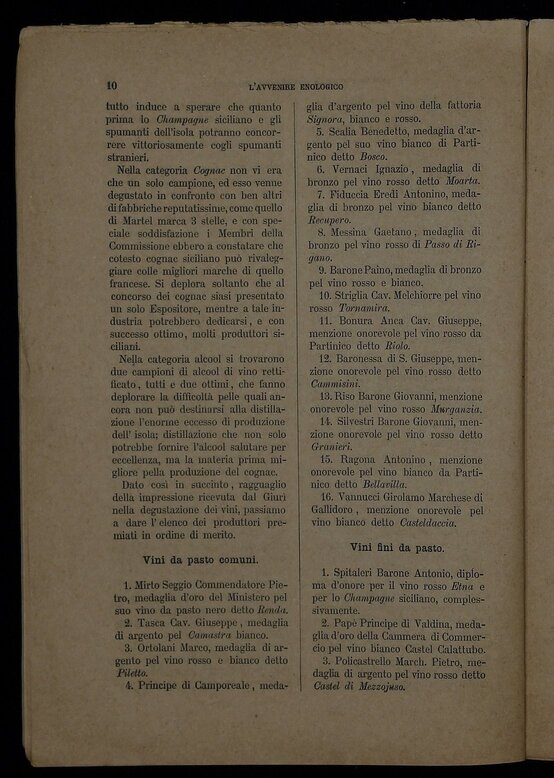 10
L'AVVENIRE ENOLOGICO
tutto induce a sperare che quanto
prima lo Champagne siciliano e gli
spumanti dell'isola potranno concor-
rere vittoriosamente cogli spumanti
stranieri.
Nella categoria Cognac non vi era
che un solo campione, ed esso venne
degustato in confronto con ben altri
di fabbriche reputatissime, come quello
di Martel marca 3 stelle, e con spe-
ciale soddisfazione i Membri della
Commissione ebbero a constatare che
cotesto cognac siciliano può rivaleg-
giare colle migliori marche di quello
francese. Si deplora soltanto che al
concorso dei cognac siasi presentato
un solo Espositore, mentre a tale in-
dustria potrebbero dedicarsi, e con
successo ottimo, molti produttori si-
ciliani.
Nella categoria alcool si trovarono
due campioni di alcool di vino retti-
ficato, tutti e due ottimi, che fanno
deplorare la difficoltà pelle quali an-
cora non può destinarsi alla distilla-
zione l'enorme eccesso di produzione
dell'isola; distillazione che non solo
potrebbe fornire l'alcool salutare per
eccellenza, ma la materia prima mi-
gliore pella produzione del cognac.
Dato così in succinto, ragguaglio
della impressione ricevuta dal Giurì
nella degustazione dei vini, passiamo
a dare l'elenco dei produttori pre-
miati in ordine di merito.
Vini da pasto comuni.
1. Mirto Seggio Commendatore Pie-
tro, medaglia d'oro del Ministero pel
suo vino da pasto nero detto Renda.
2. Tasca Cav. Giuseppe, medaglia
di argento pel Camastra bianco.
3. Ortolani Marco, medaglia di ar-
gento pel vino rosso e bianco detto
Piletto.
4. Principe di Camporeale, meda-
glia d'argento pel vino della fattoria
Signora, bianco e rosso.
5. Scalia Benedetto, medaglia d'ar-
gento pel suo vino bianco di Parti-
nico detto Bosco.
6. Vernaci Ignazio, medaglia di
bronzo pel vino rosso detto Moarta.
7. Fiduccia Eredi Antonino, meda-
glia di bronzo pel vino bianco detto
Recupero.
8. Messina Gaetano, medaglia di
bronzo pel vino rosso di Passo di Ri-
gano.
9. Barone Paino, medaglia di bronzo
pel vino rosso e bianco.
10. Striglia Cav. Melchiorre pel vino
rosso Tornamira.
11. Bonura Anca Cav. Giuseppe,
menzione onorevole pel vino rosso da
Partinico detto Riolo.
12. Baronessa di S. Giuseppe, men-
zione onorevole pel vino rosso detto
Cammisini.
13. Riso Barone Giovanni, menzione
onorevole pel vino rosso Murganzia.
14. Silvestri Barone Giovanni, men-
zione onorevole pel vino rosso detto
Granieri.
15. Ragona Antonino, menzione
onorevole pel vino bianco da Parti-
nico detto Bellavilla.
16. Vannucci Girolamo Marchese di
Gallidoro, menzione onorevole pel
vino bianco detto Casteldaccia.
Vini fini da pasto.
1. Spitaleri Barone Antonio, diplo-
ma d'onore per il vino rosso Etna e
per lo Champagne siciliano, comples-
sivamente.
2. Papè Principe di Valdina, meda-
glia d'oro della Cammera di Commer-
cio pel vino bianco Castel Calattubo.
3. Policastrello March. Pietro, me-
daglia di argento pel vino rosso detto
Castel di Mezzojuso.